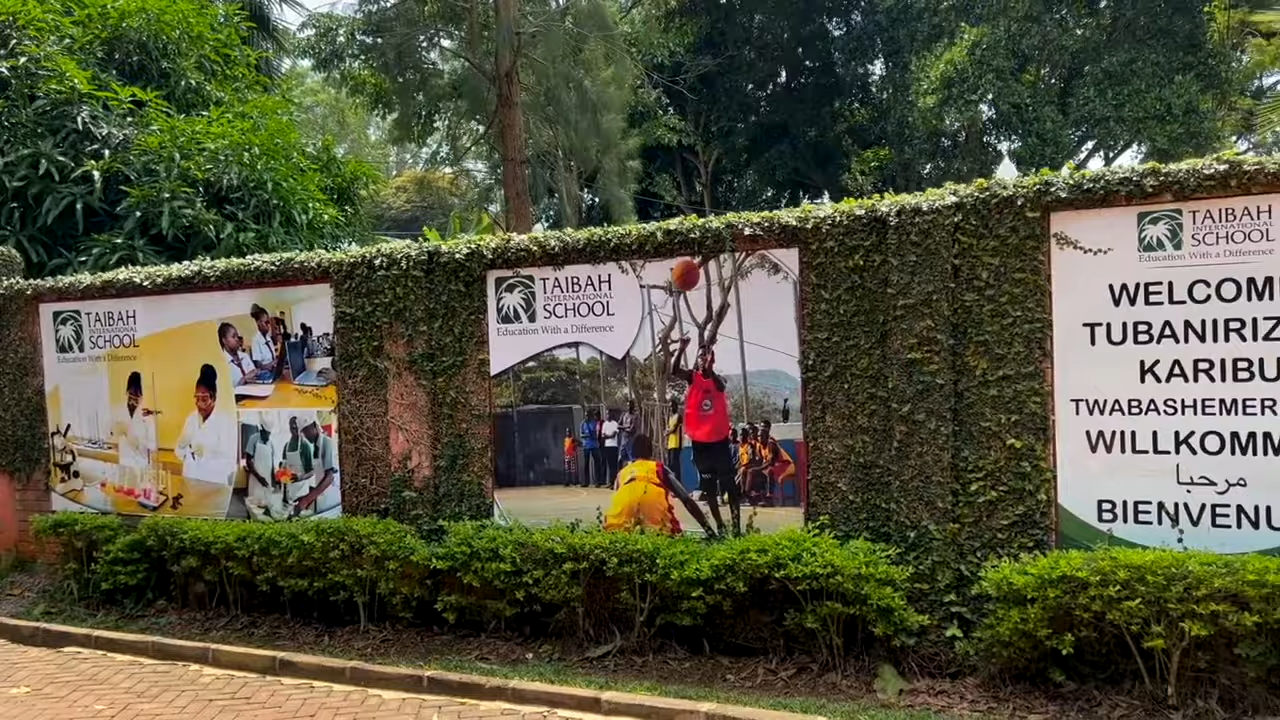 TAIBAH
INTERNATIONAL
SCHOOL
Education With a Difference
TAIBAH
INTERNATIONAL
SCHOOL
Education With a Difference
TAIBAH
INTERNATIONAL
SCHOOL
Education With a Difference
WELCOM
TUBANIRIZ
KARIBU
TWABASHEMER
WILLKOMM
مرحبا
BIENVENU